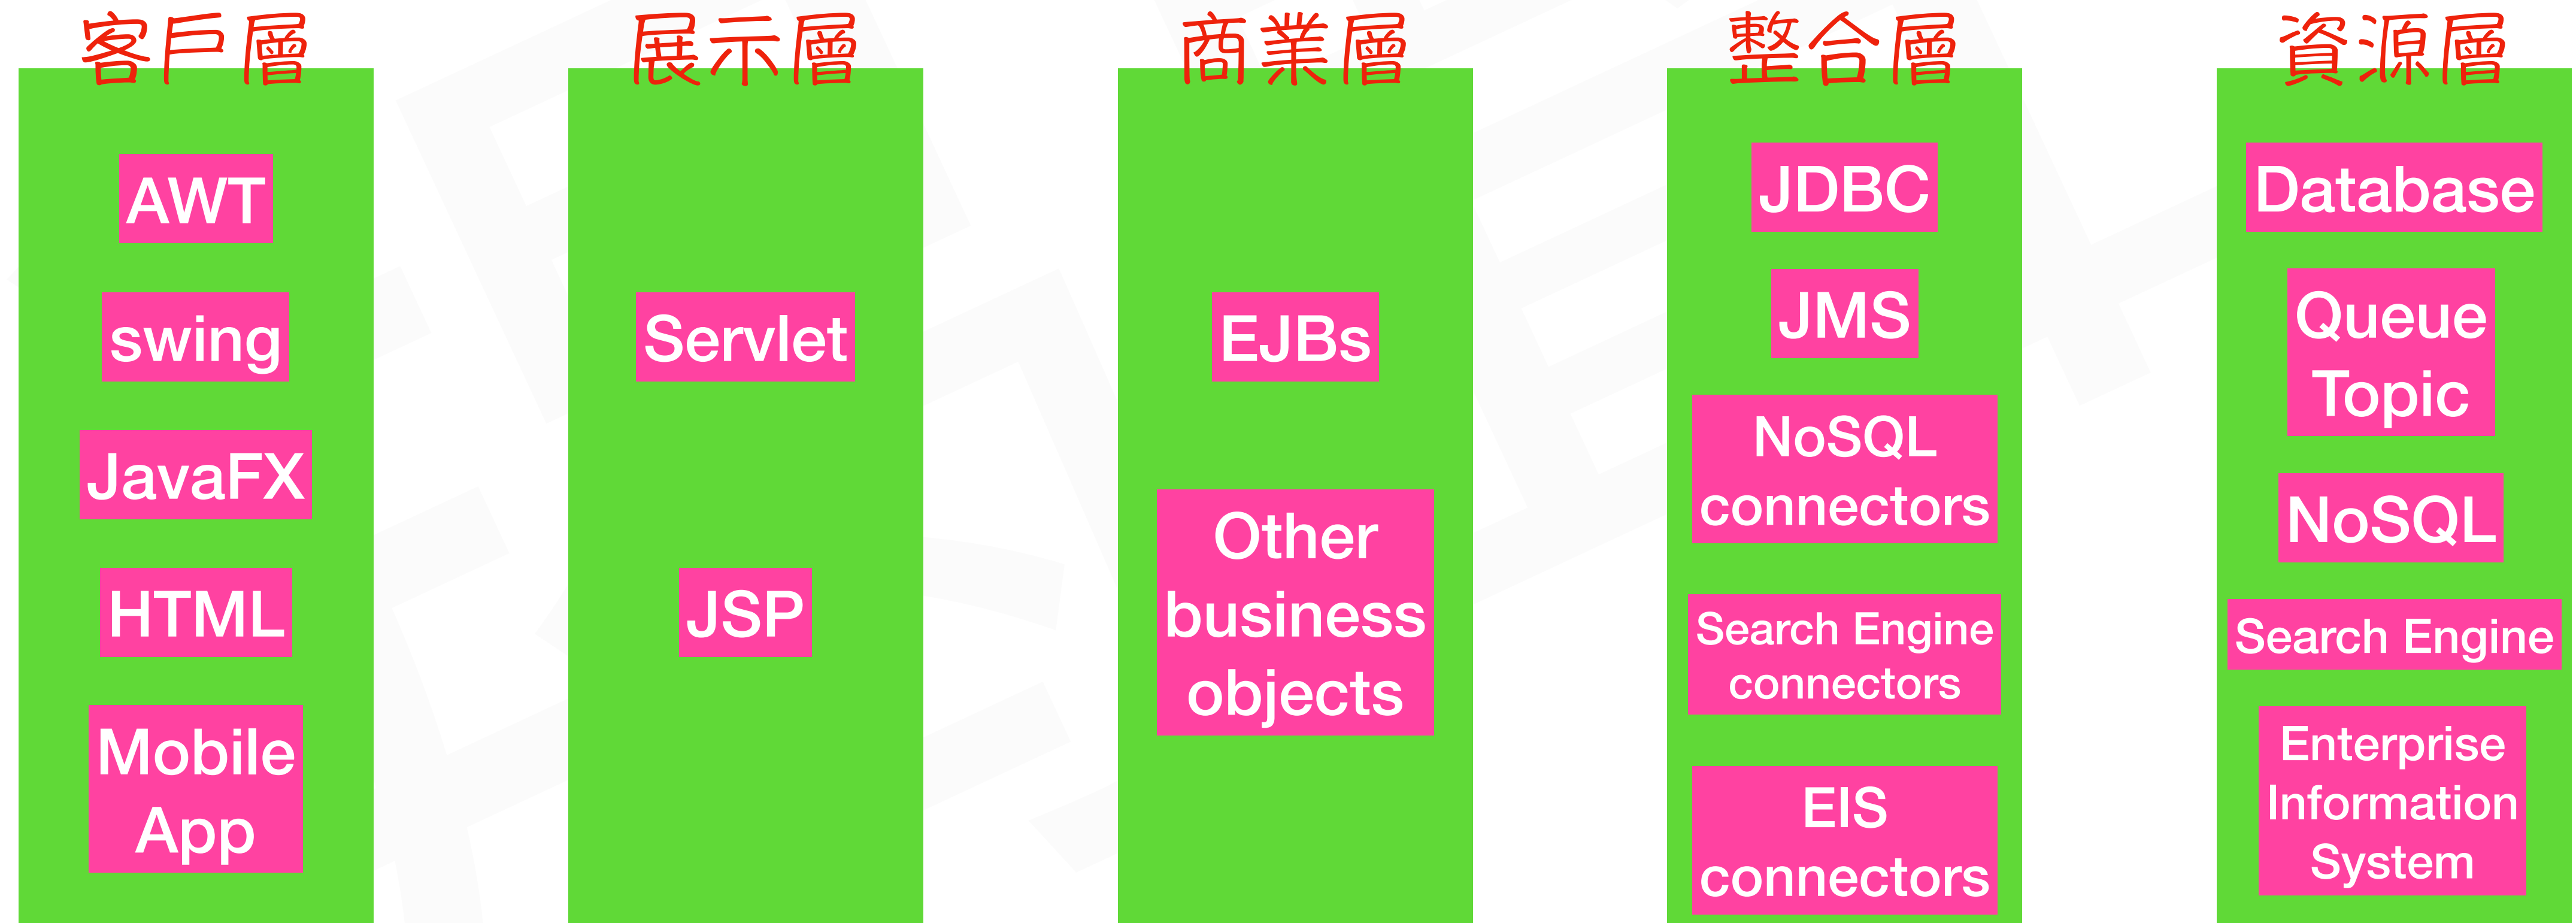 客戶層
AWT
swing
JavaFX
HTML
Mobile
App
展示層
Servlet
JSP
商業層
EJBs
Other
business
objects
整合層
JDBC
JMS
NoSQL
connectors
Search Engine
connectors
EIS
connectors
資源層
Database
Queue
Topic
NoSQL
Search Engine
Enterprise
Information
System